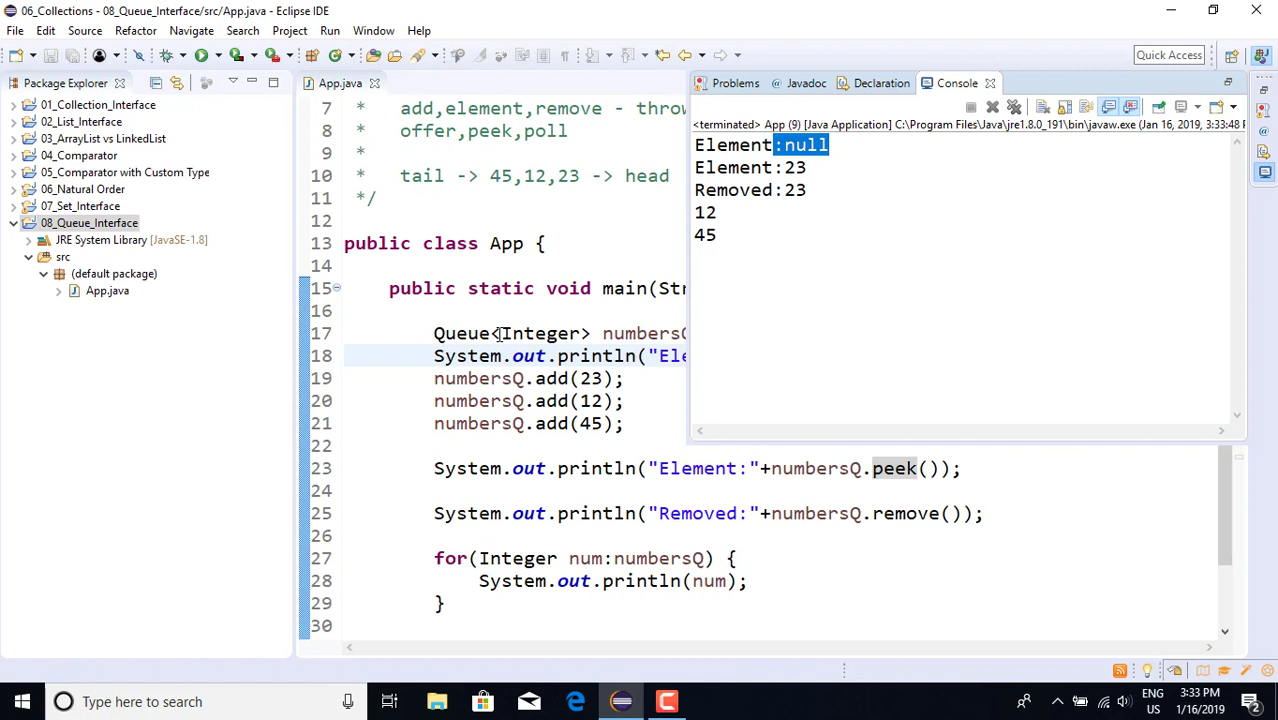 06_Collections - 08_Queue_Interface/src/App.java - Eclipse IDE
File Edit Source Refactor Navigate Search Project Run Window Help
Quick Access
Package Explorer
01_Collection_Interface
02_List_Interface
03_ArrayList vs LinkedList
04_Comparator
05_Comparator with Custom Type
06_Natural Order
07_Set_Interface
08_Queue_Interface
JRE System Library [JavaSE-1.8]
src
(default package)
App.java
App.java
7 * add,element,remove - throw
8 * offer,peek,poll
9 *
10 * tail -> 45,12,23 -> head
11 */
12
13 public class App {
14
15 public static void main(Str
16
17 Queue<Integer> numbersQ
18 System.out.println("Ele
19 numbersQ.add(23);
20 numbersQ.add(12);
21 numbersQ.add(45);
22
23 System.out.println("Element:"+numbersQ.peek());
24
25 System.out.println("Removed:"+numbersQ.remove());
26
27 for(Integer num:numbersQ) {
28 System.out.println(num);
29 }
30
Problems Javadoc Declaration Console
<terminated> App (9) [Java Application] C:\Program Files\Java\jre1.8.0_191\bin\javaw.exe (Jan 16, 2019, 3:33:48 P
Element:null
Element:23
Removed:23
12
45
Type here to search
ENG
US
3:33 PM
1/16/2019
2